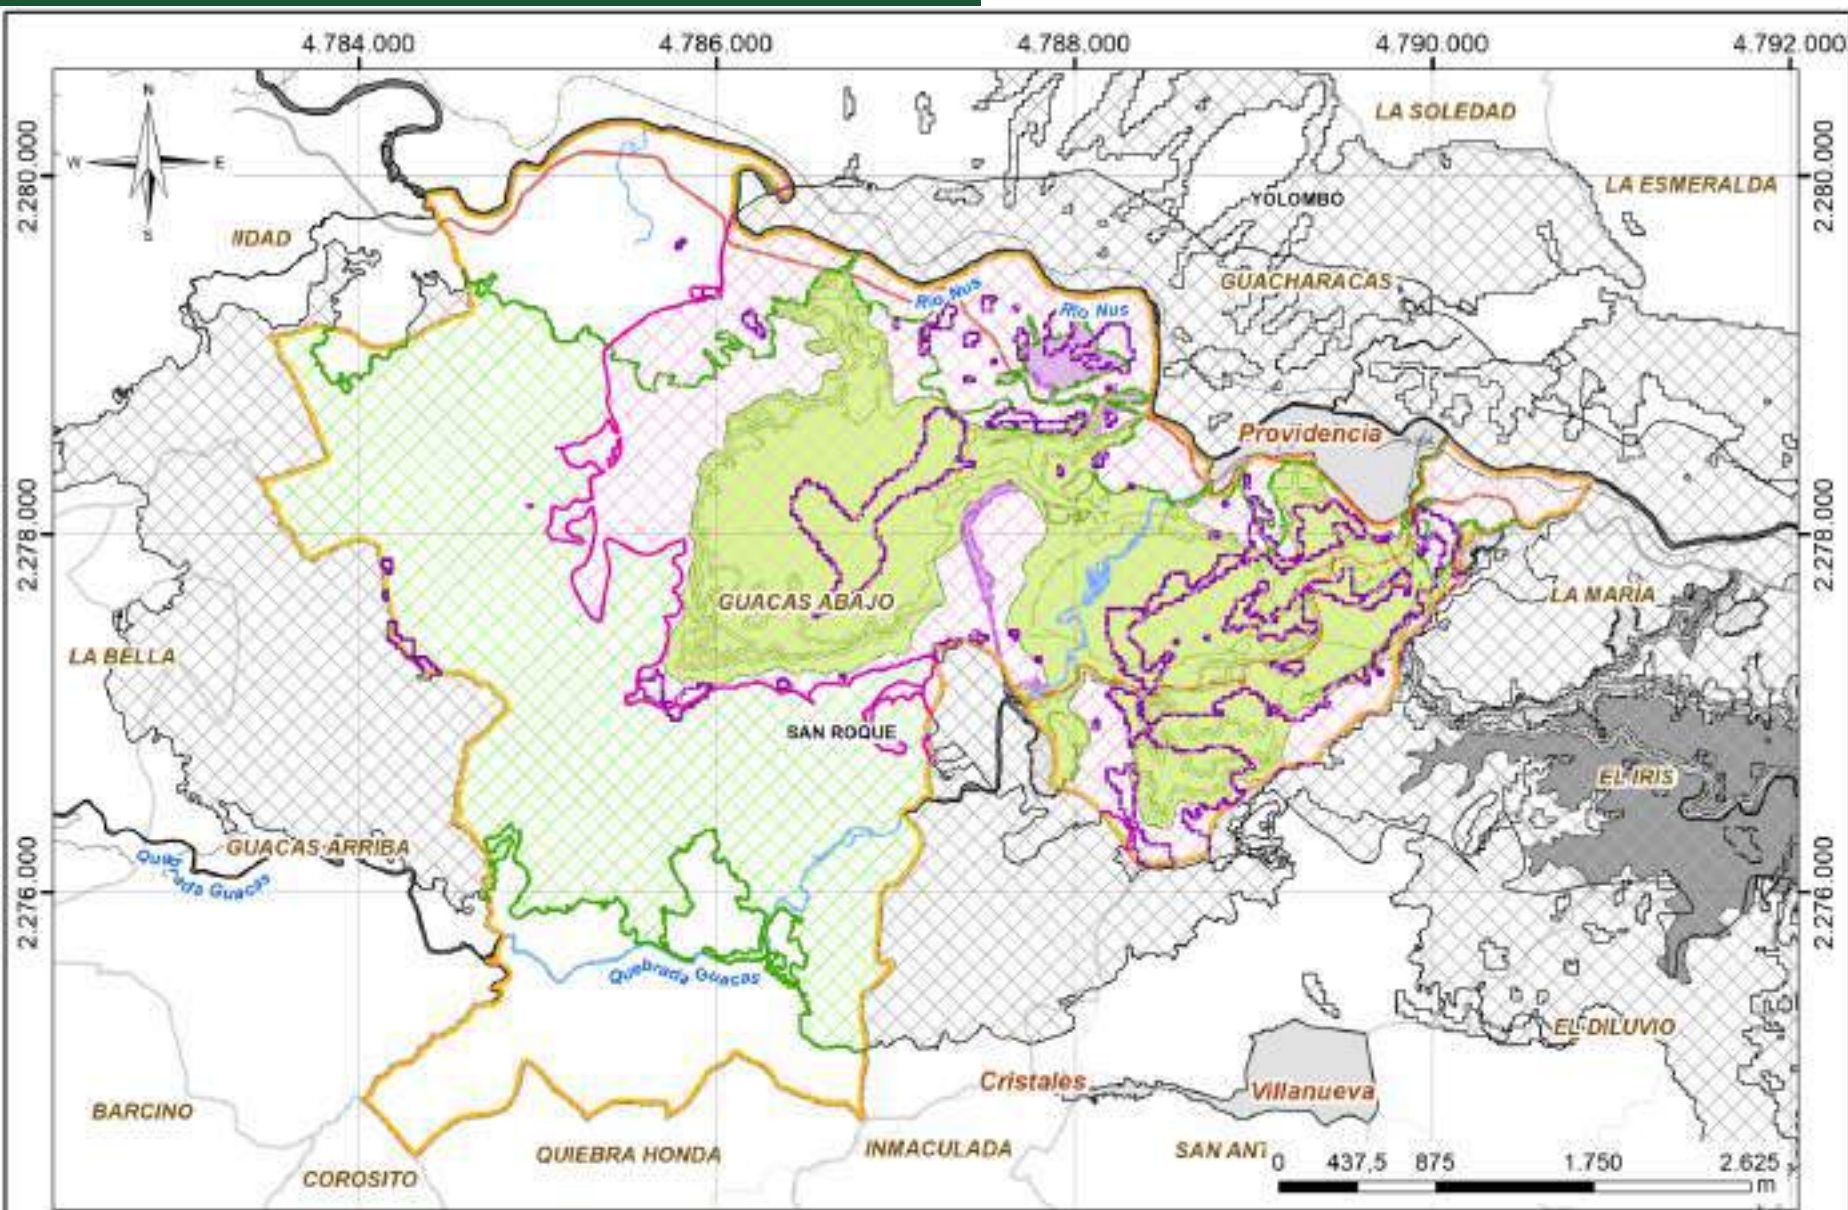 4.784.000
4.786.000
4.788.000
4.790.000
4.792.000
N
W
E
S
2.280.000
2.280.000
LA SOLEDAD
LA ESMERALDA
YOLOMBO
IIDAD
GUACHARACAS
Río Nus
Río Nus
Providencia
2.278.000
2.278.000
GUACAS ABAJO
LA MARIA
LA BELLA
SAN ROQUE
EL IRIS
GUACAS ARRIBA
Quebrada Guacas
2.276.000
2.276.000
Quebrada Guacas
EL DILUVIO
Cristales
Villanueva
BARCINO
QUIEBRA HONDA
INMACULADA
SAN ANT
COROSITO
0 437,5 875 1.750 2.625
m